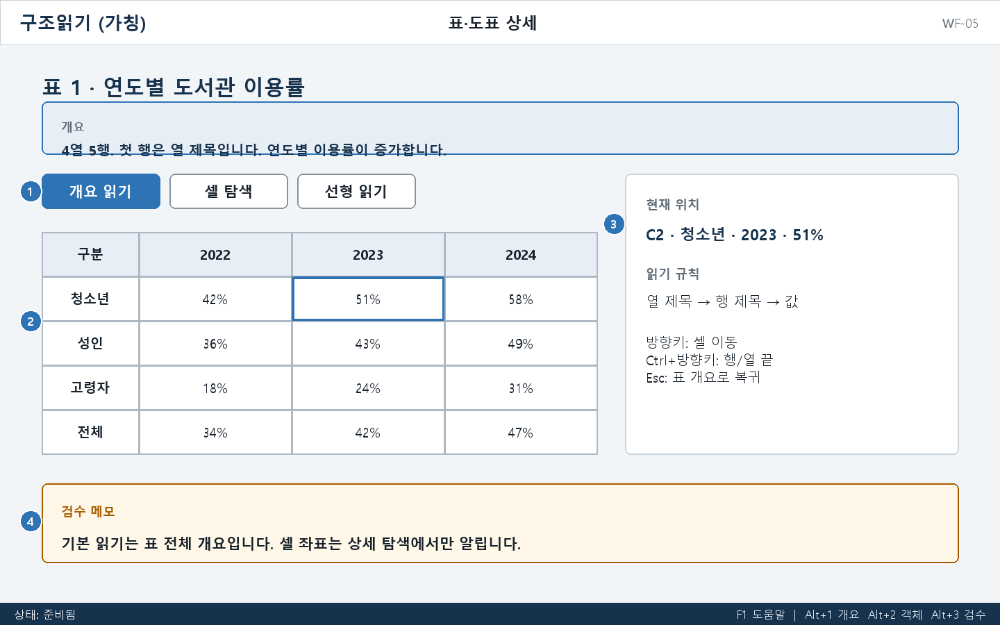 구조읽기 (가칭)
표·도표 상세
WF-05
표 1 · 연도별 도서관 이용률
개요
4열 5행. 첫 행은 열 제목입니다. 연도별 이용률이 증가합니다.
1
개요 읽기
셀 탐색
선형 읽기
2
구분 2022 2023 2024
청소년 42% 51% 58%
성인 36% 43% 49%
고령자 18% 24% 31%
전체 34% 42% 47%
3
현재 위치
C2 · 청소년 · 2023 · 51%
읽기 규칙
열 제목 → 행 제목 → 값
방향키: 셀 이동
Ctrl+방향키: 행/열 끝
Esc: 표 개요로 복귀
4
검수 메모
기본 읽기는 표 전체 개요입니다. 셀 좌표는 상세 탐색에서만 알립니다.
상태: 준비됨
F1 도움말 | Alt+1 개요 Alt+2 객체 Alt+3 검수